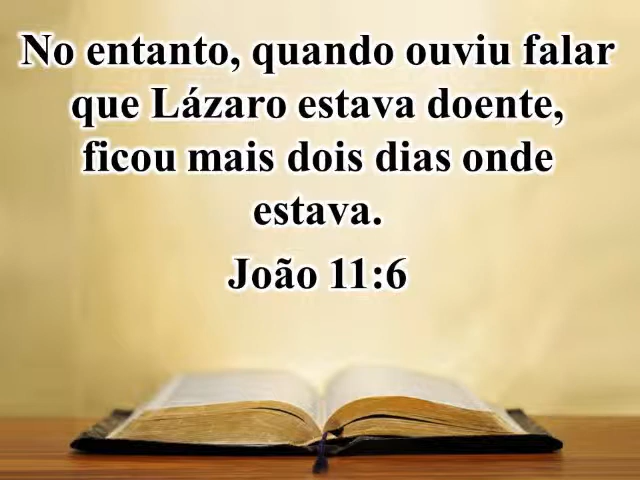 No entanto, quando ouviu falar
que Lázaro estava doente,
ficou mais dois dias onde
estava.
João 11:6